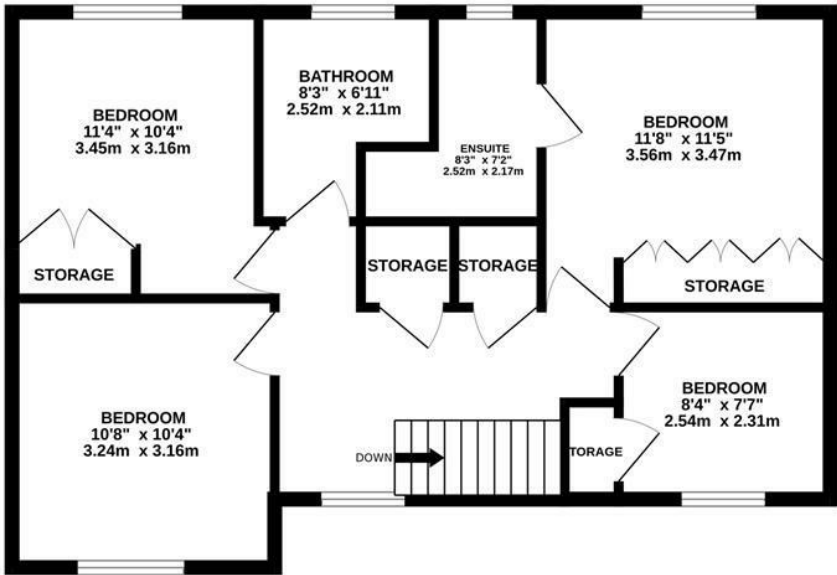 BEDROOM
11'4" x 10'4"
3.45m x 3.16m
BATHROOM
8'3" x 6'11"
2.52m x 2.11m
ENSUITE
8'3" x 7'2"
2.52m x 2.17m
BEDROOM
11'8" x 11'5"
3.56m x 3.47m
STORAGE
STORAGE
STORAGE
STORAGE
BEDROOM
10'8" x 10'4"
3.24m x 3.16m
DOWN
TORAGE
BEDROOM
8'4" x 7'7"
2.54m x 2.31m